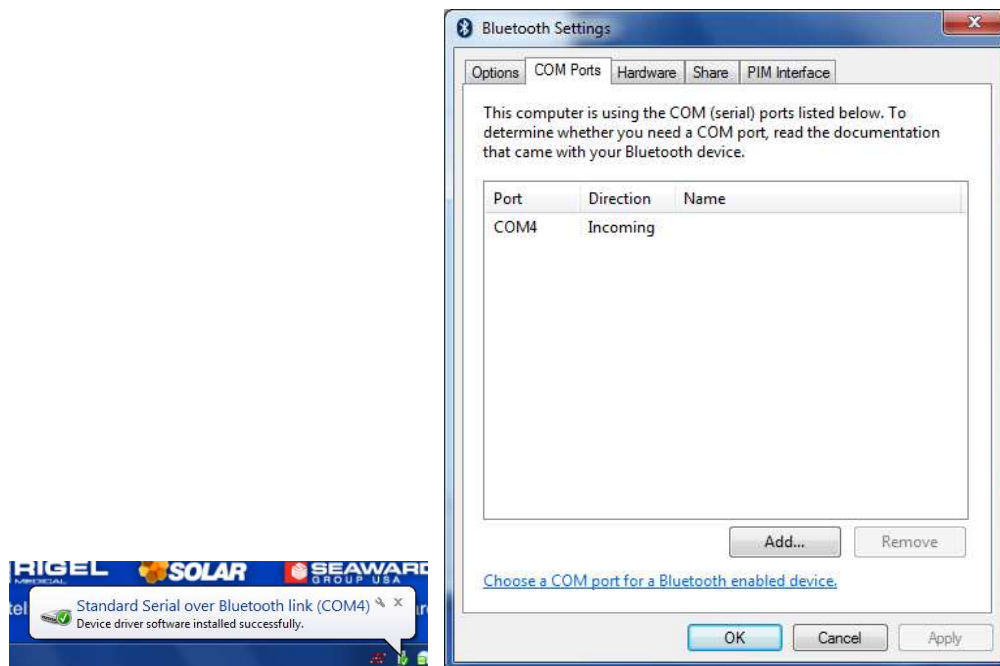 Bluetooth Settings
Options COM Ports Hardware Share PIM Interface
This computer is using the COM (serial) ports listed below. To
determine whether you need a COM port, read the documentation
that came with your Bluetooth device.
Port Direction Name
COM4 Incoming
Add... Remove
Choose a COM port for a Bluetooth enabled device.
OK Cancel Apply
RIGEL SOLAR SEAWARD
MEDICAL GROUP USA
tel
Standard Serial over Bluetooth link (COM4)
Device driver software installed successfully.